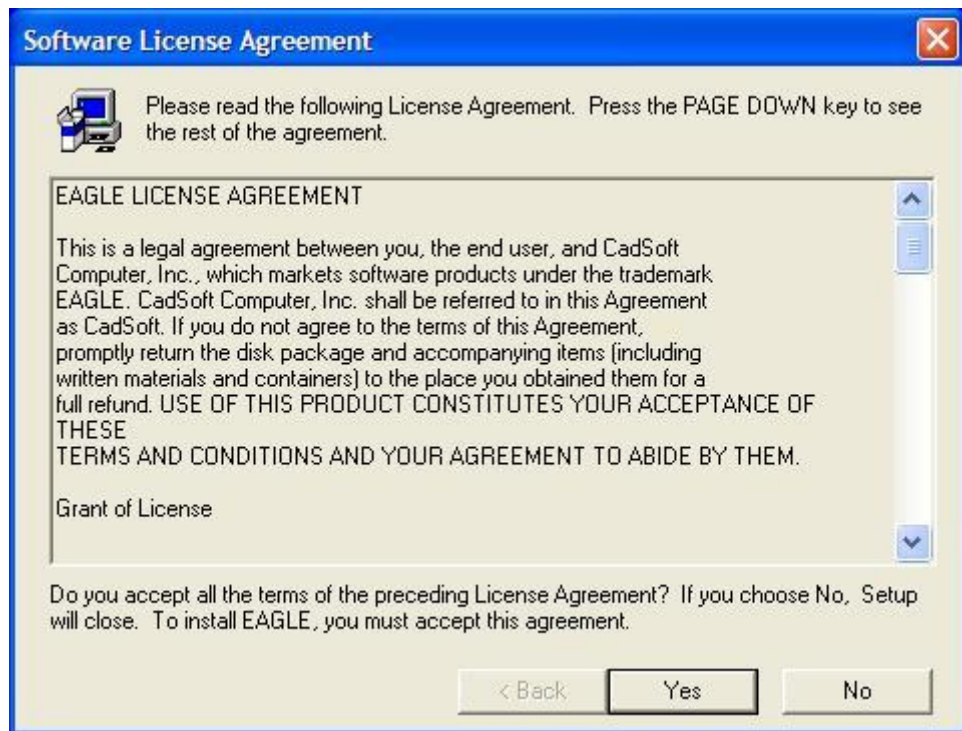 Software License Agreement
Please read the following License Agreement.  Press the PAGE DOWN key to see
the rest of the agreement.
EAGLE LICENSE AGREEMENT
This is a legal agreement between you, the end user, and CadSoft
Computer, Inc., which markets software products under the trademark
EAGLE. CadSoft Computer, Inc. shall be referred to in this Agreement
as CadSoft. If you do not agree to the terms of this Agreement,
promptly return the disk package and accompanying items (including
written materials and containers) to the place you obtained them for a
full refund. USE OF THIS PRODUCT CONSTITUTES YOUR ACCEPTANCE OF
THESE
TERMS AND CONDITIONS AND YOUR AGREEMENT TO ABIDE BY THEM.
Grant of License
Do you accept all the terms of the preceding License Agreement?  If you choose No,  Setup
will close.  To install EAGLE, you must accept this agreement.
< Back
Yes
No